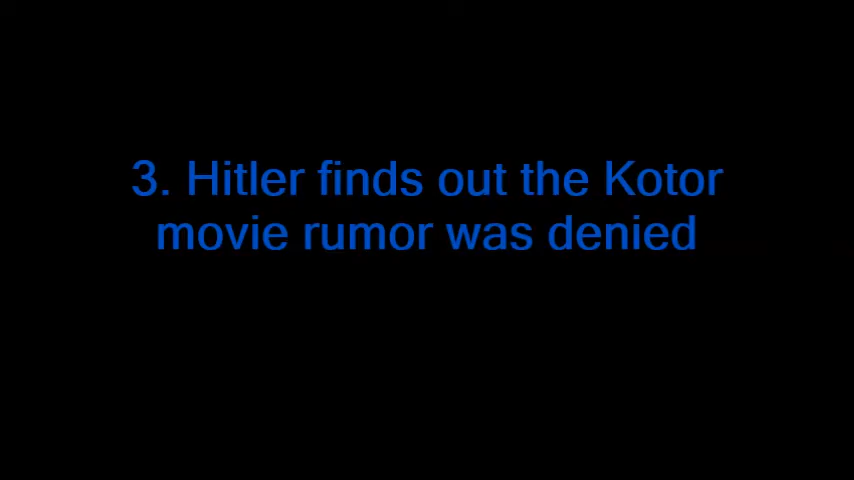 3. Hitler finds out the Kotor
movie rumor was denied